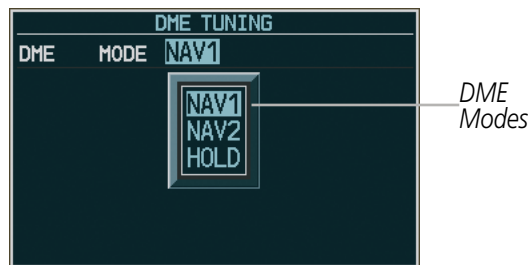 DME TUNING
DME MODE NAV1
NAV1
NAV2
HOLD
DME
Modes